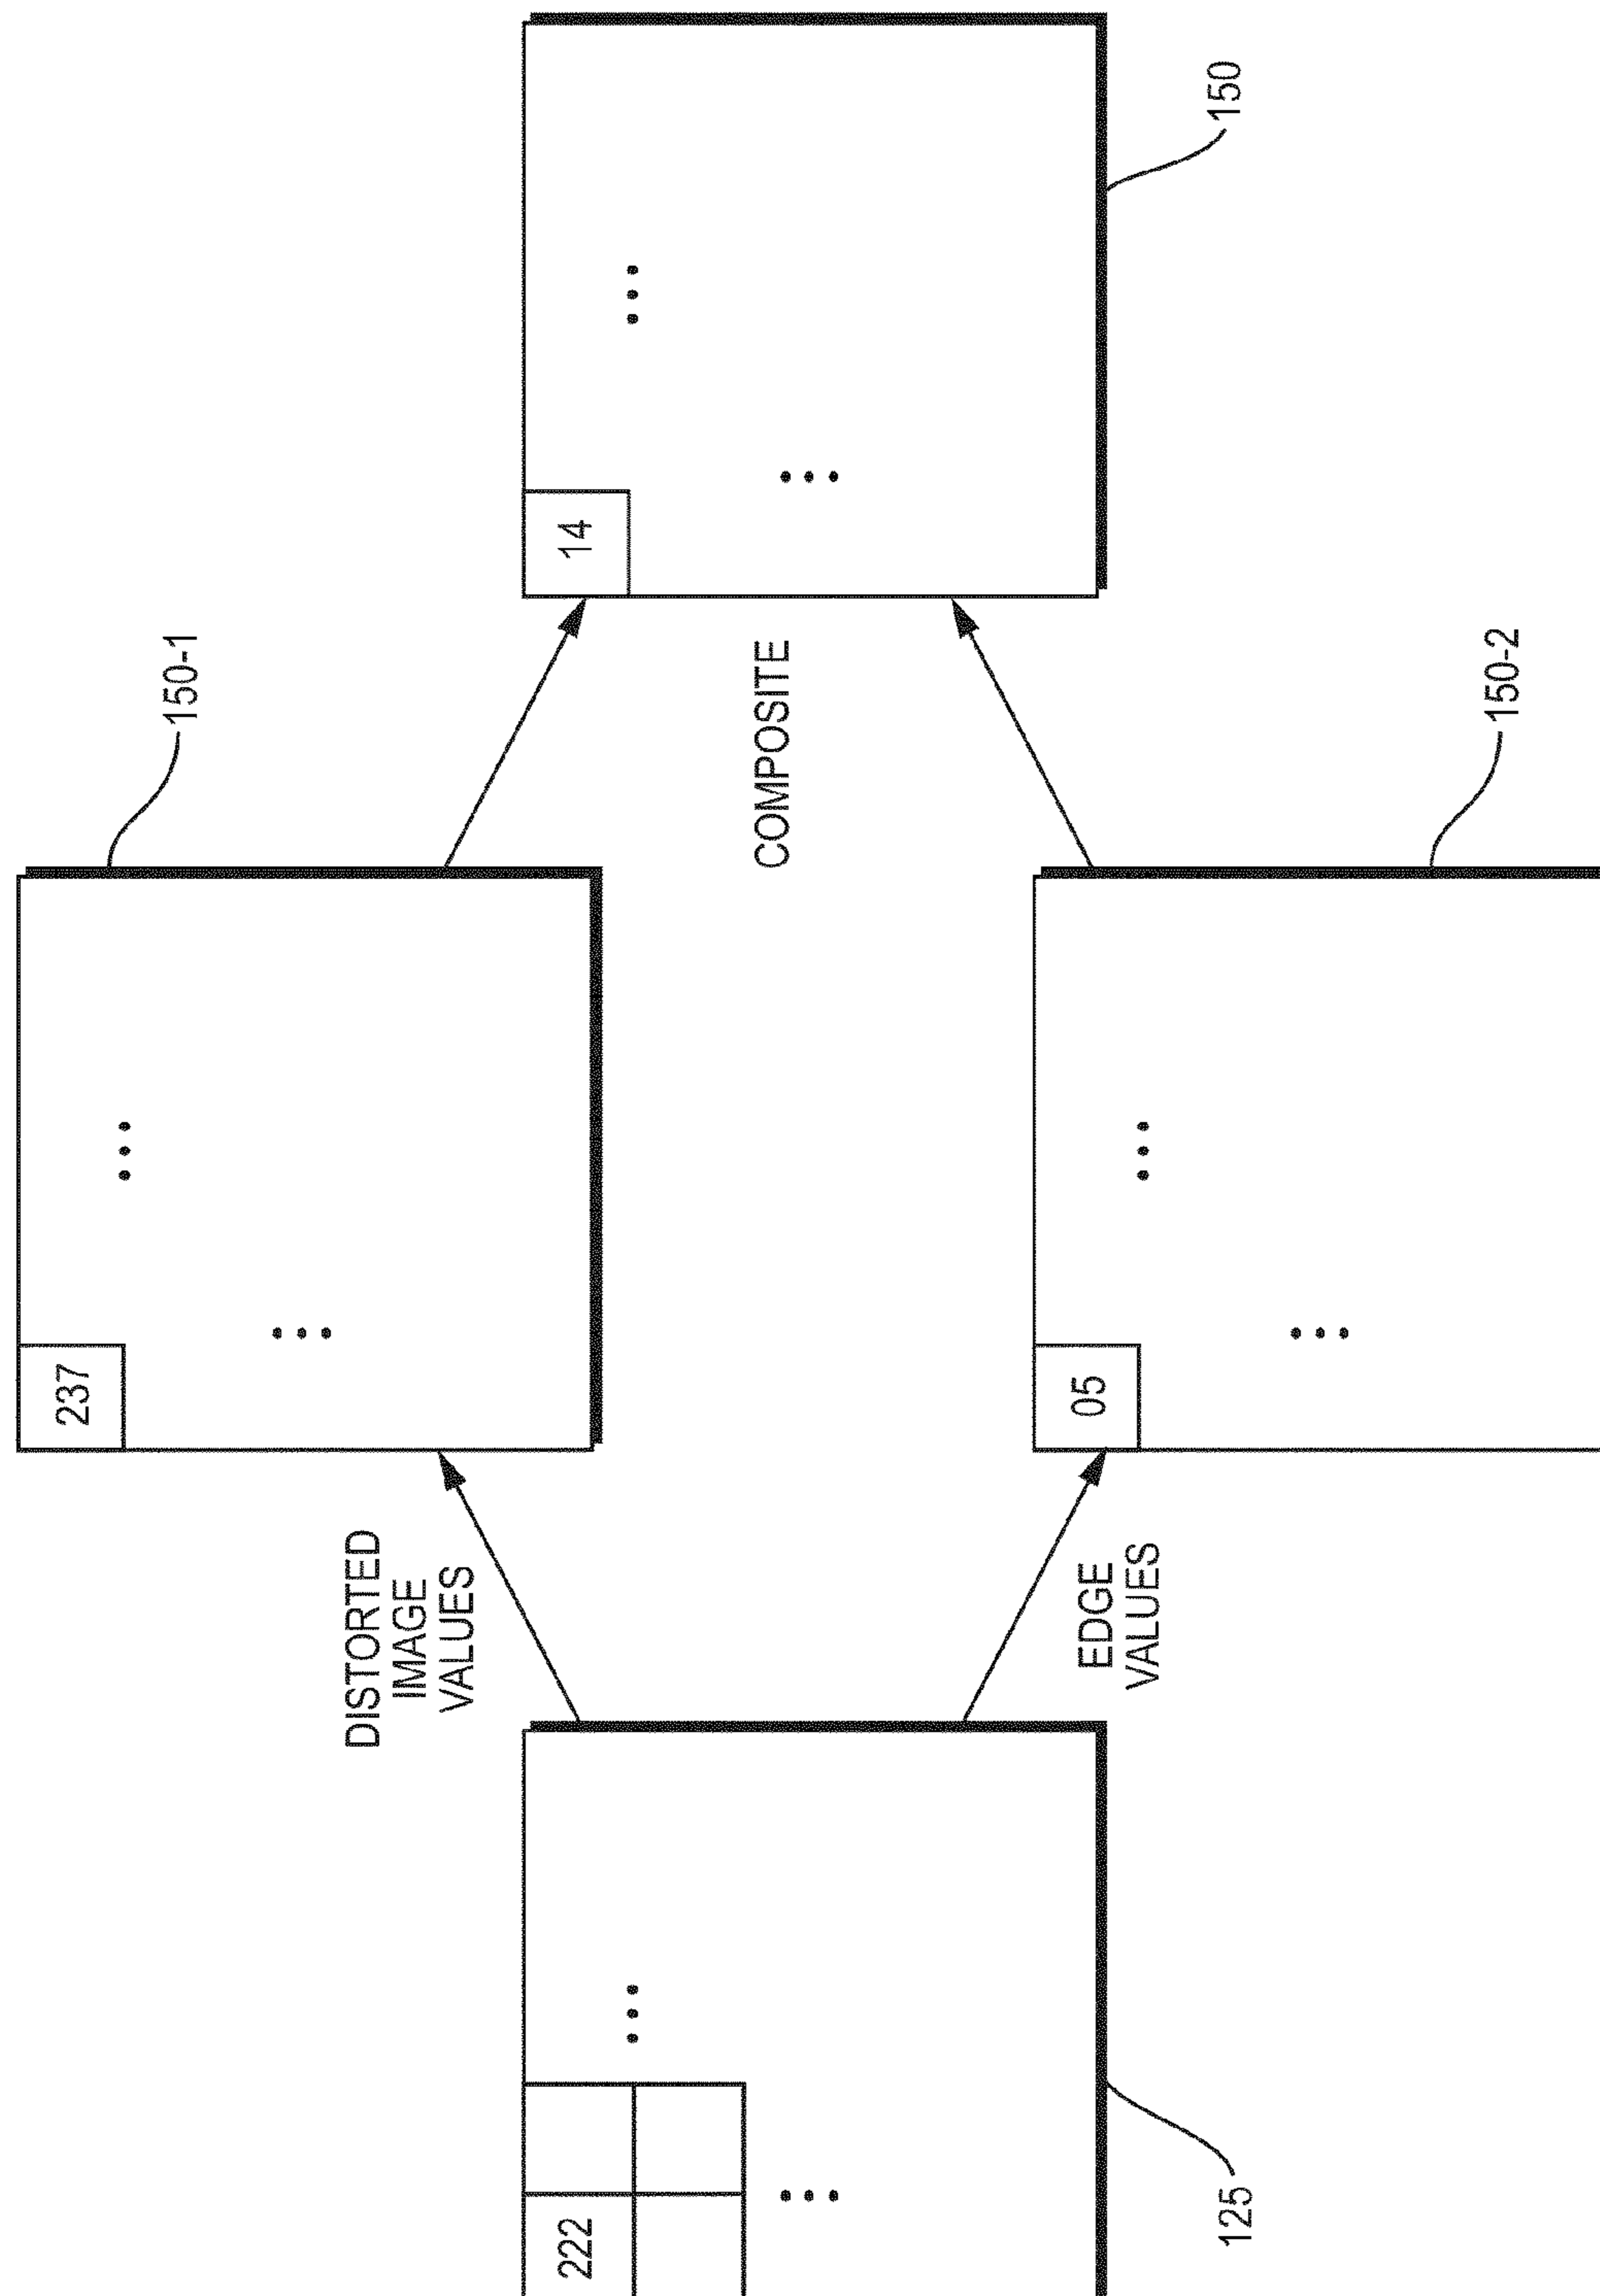 222
125
DISTORTED
IMAGE
VALUES
EDGE
VALUES
237
150-1
05
150-2
COMPOSITE
14
150